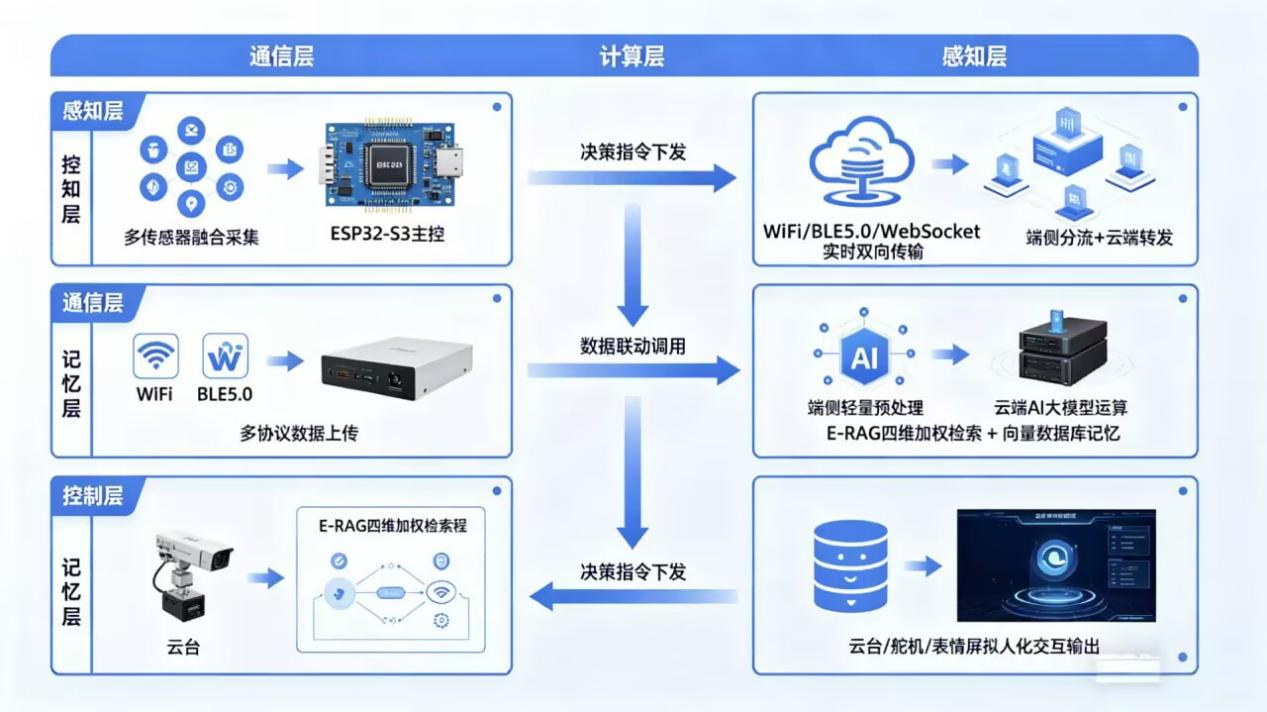 通信层
计算层
感知层
感知层
控知层
多传感器融合采集
ESP32-S3主控
决策指令下发
WiFi/BLE5.0/WebSocket
实时双向传输
端侧分流+云端转发
通信层
记忆层
WiFi
BLE5.0
多协议数据上传
数据联动调用
AI
端侧轻量预处理
云端AI大模型运算
E-RAG四维加权检索 + 向量数据库记忆
控制层
记忆层
云台
E-RAG四维加权检索程
决策指令下发
云台/舵机/表情屏拟人化交互输出